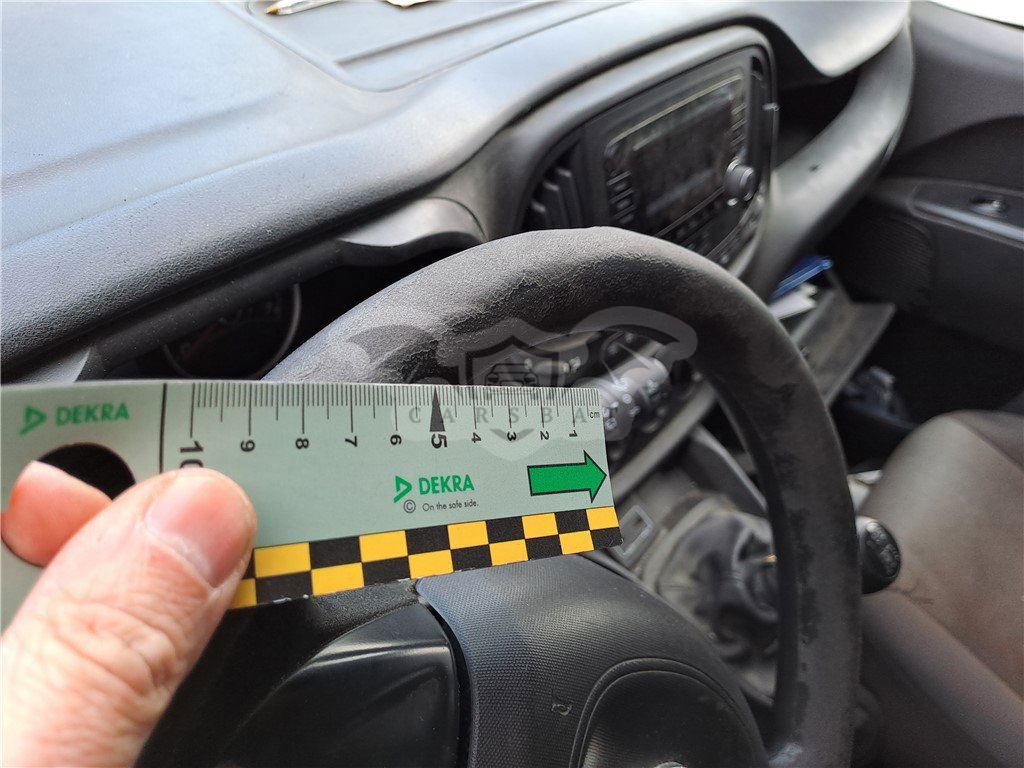 DEKRA
10 9 8 7 6 5 4 3 2 1 cm
CARSBA
DEKRA
© On the safe side.